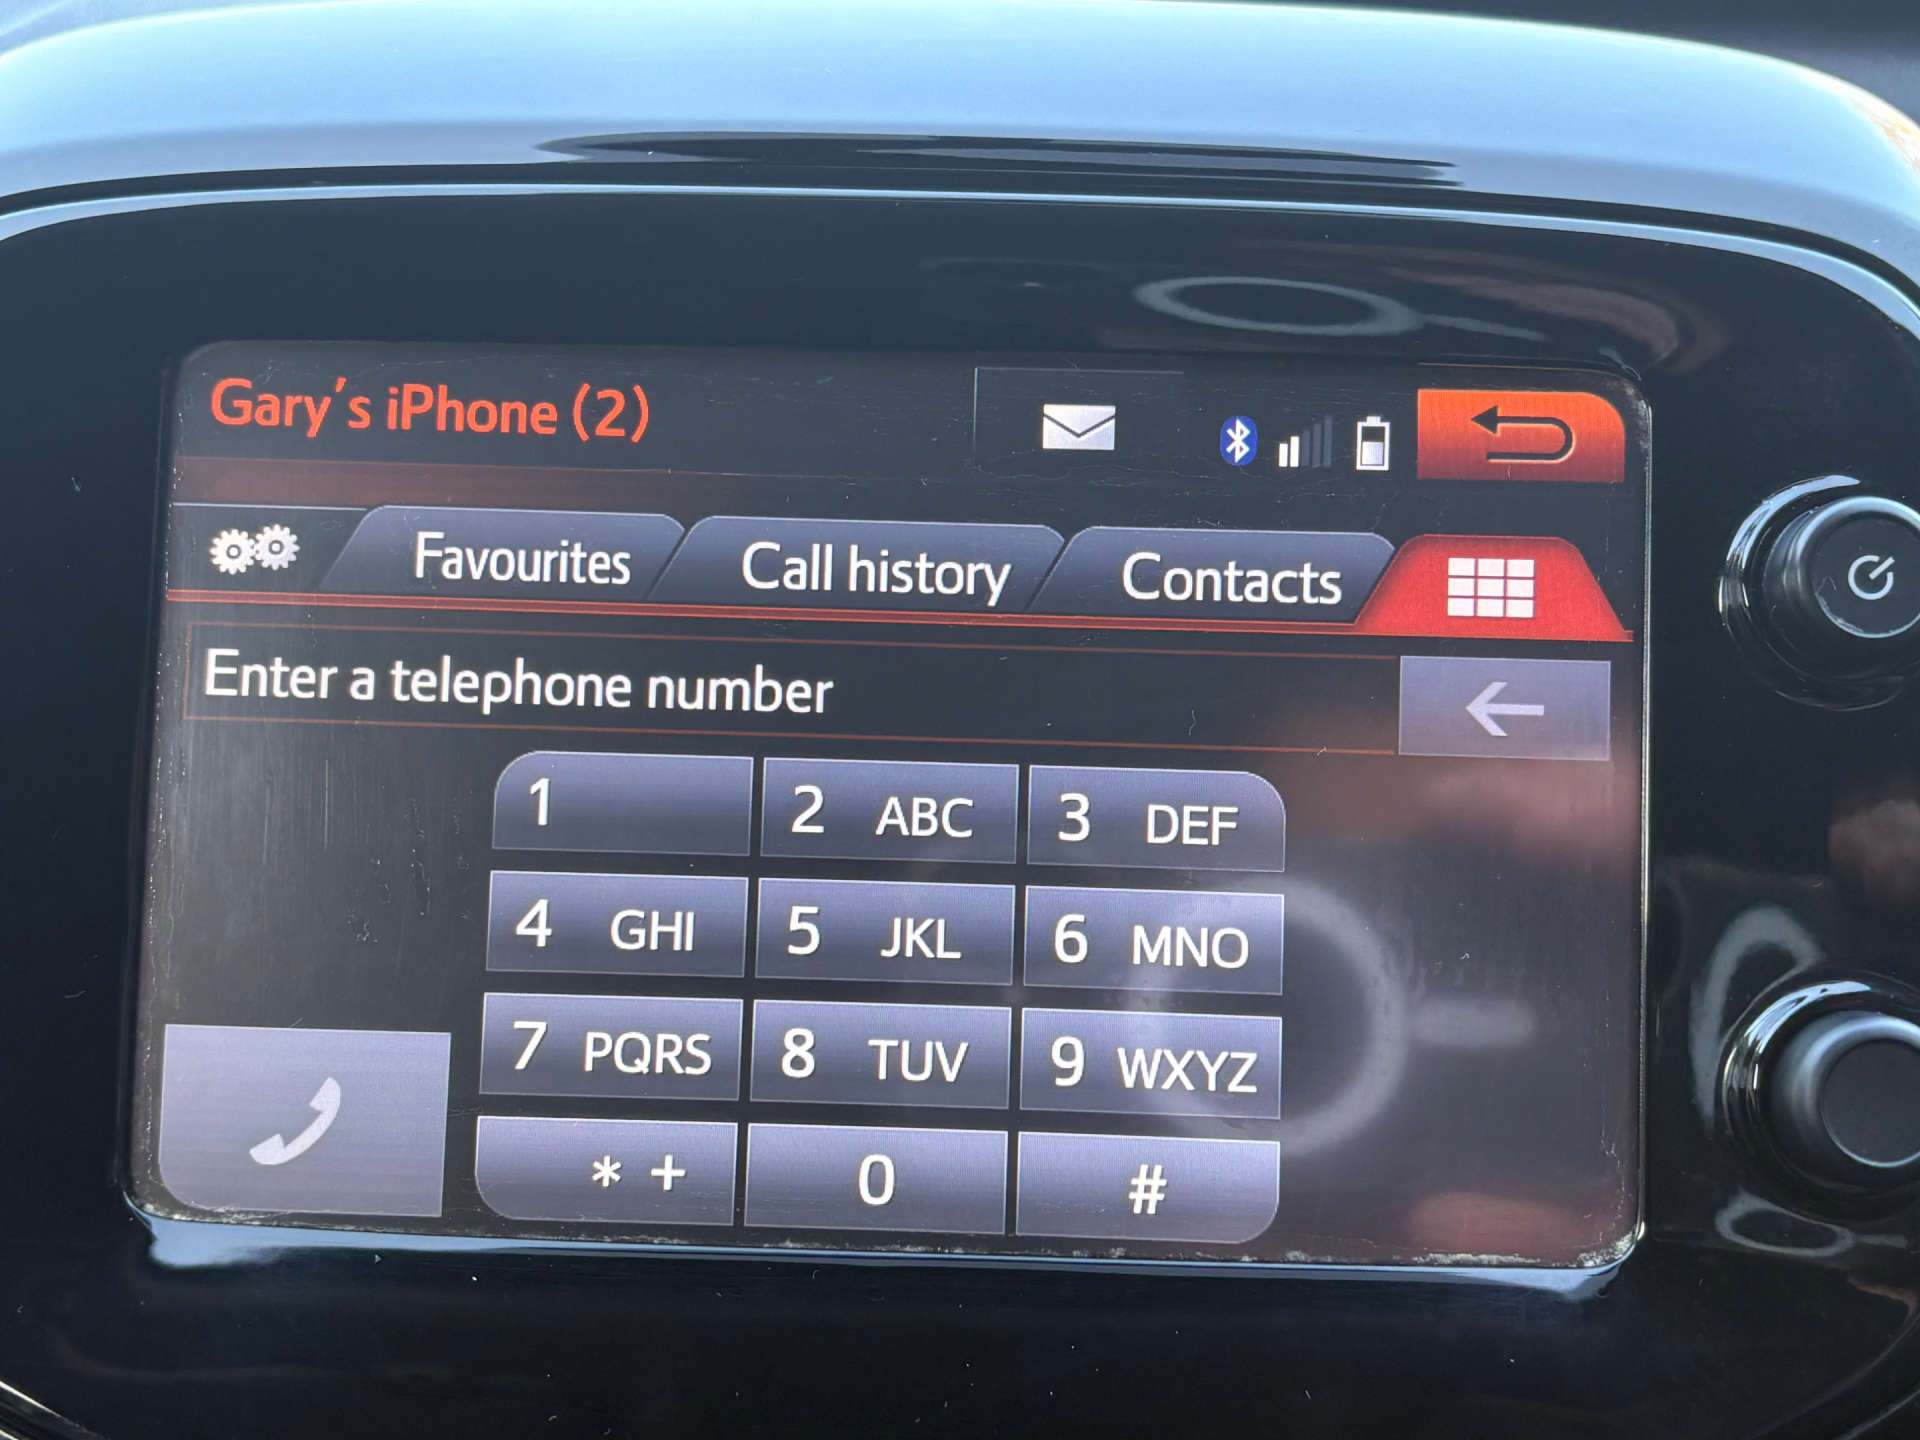 Gary's iPhone (2)
Favourites Call history Contacts
Enter a telephone number
1 2 ABC 3 DEF
4 GHI 5 JKL 6 MNO
7 PQRS 8 TUV 9 WXYZ
* + 0 #